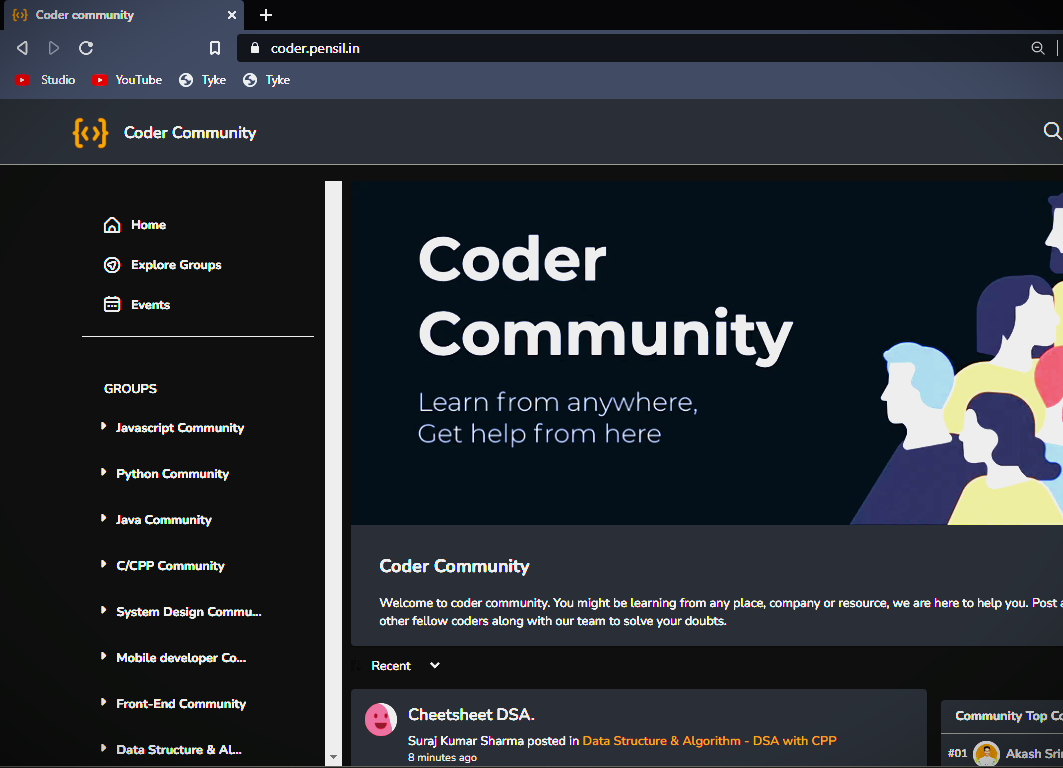 Coder community
coder.pensil.in
Studio YouTube Tyke Tyke
Coder Community
Home
Explore Groups
Events
GROUPS
Javascript Community
Python Community
Java Community
C/CPP Community
System Design Commu...
Mobile developer Co...
Front-End Community
Data Structure & Al...
Coder
Community
Learn from anywhere,
Get help from here
Coder Community
Welcome to coder community. You might be learning from any place, company or resource, we are here to help you. Post
other fellow coders along with our team to solve your doubts.
Recent
Cheetsheet DSA.
Suraj Kumar Sharma posted in Data Structure & Algorithm - DSA with CPP
8 minutes ago
Community Top
#01 Akash